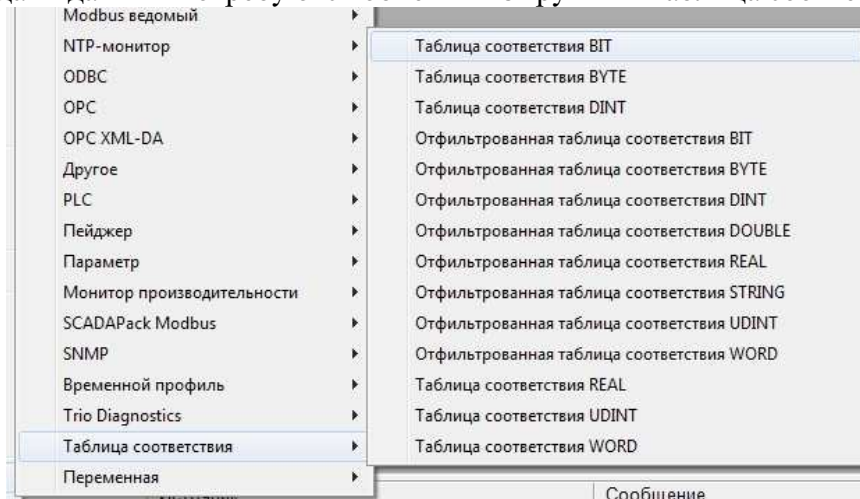 Modbus ведомый
NTP-монитор
ODBC
OPC
OPC XML-DA
Другое
PLC
Пейджер
Параметр
Монитор производительности
SCADAPack Modbus
SNMP
Временной профиль
Trio Diagnostics
Таблица соответствия
Переменная
Таблица соответствия BIT
Таблица соответствия BYTE
Таблица соответствия DINT
Отфильтрованная таблица соответствия BIT
Отфильтрованная таблица соответствия BYTE
Отфильтрованная таблица соответствия DINT
Отфильтрованная таблица соответствия DOUBLE
Отфильтрованная таблица соответствия REAL
Отфильтрованная таблица соответствия STRING
Отфильтрованная таблица соответствия UDINT
Отфильтрованная таблица соответствия WORD
Таблица соответствия REAL
Таблица соответствия UDINT
Таблица соответствия WORD
Сообщение